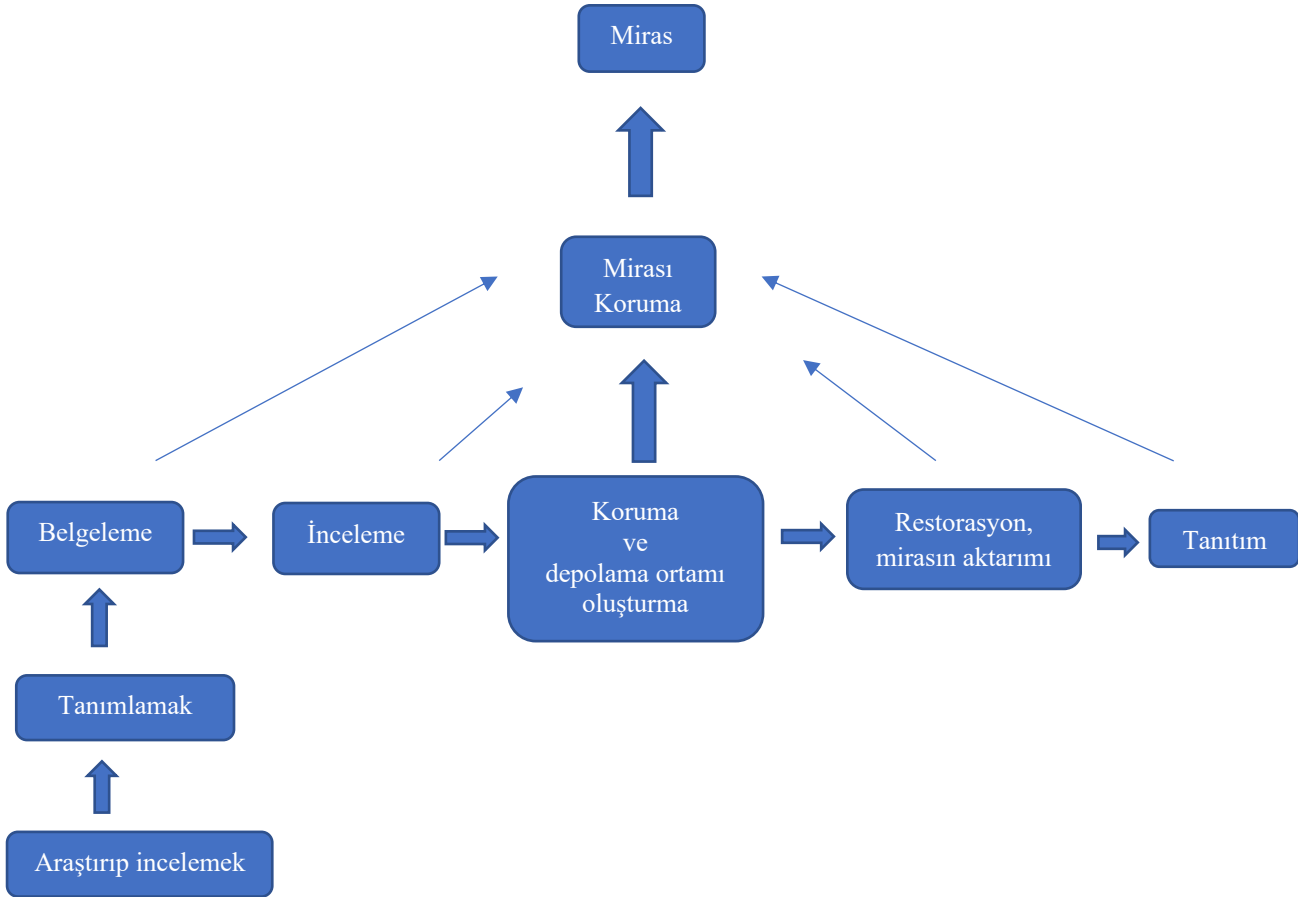 Miras
Mirası
Koruma
Belgeleme
İnceleme
Koruma
ve
depolama ortamı
oluşturma
Restorasyon,
mirasın aktarımı
Tanıtım
Tanımlamak
Araştırıp incelemek